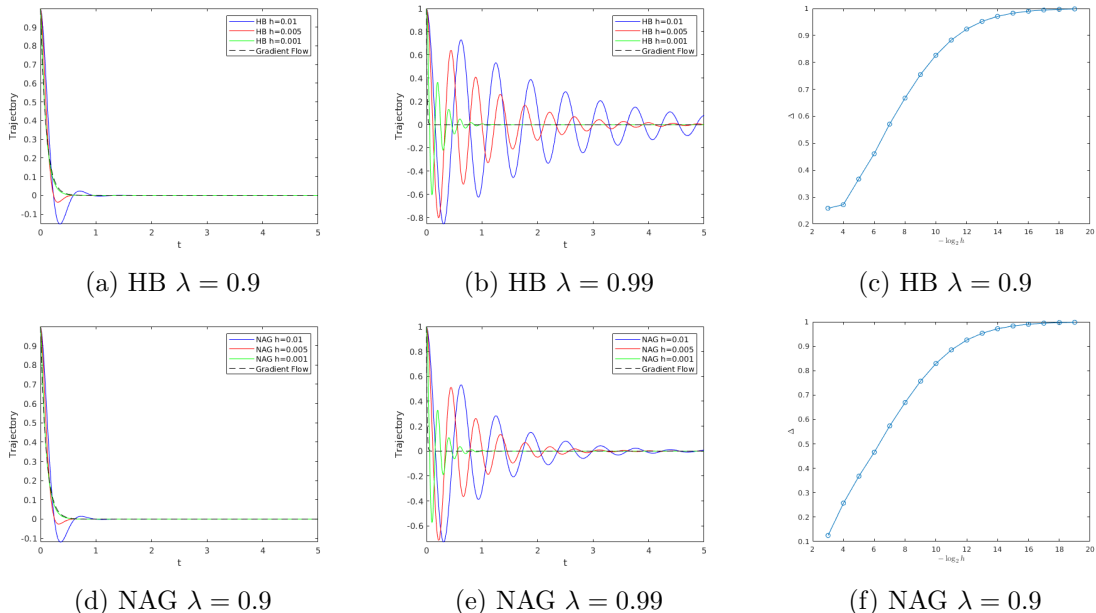 HB h=0.01
HB h=0.005
HB h=0.001
Gradient Flow
Trajectory
0.9
0.8
0.7
0.6
0.5
0.4
0.3
0.2
0.1
0
-0.1
0 1 2 3 4 5
t
(a) HB λ = 0.9
HB h=0.01
HB h=0.005
HB h=0.001
Gradient Flow
Trajectory
1
0.8
0.6
0.4
0.2
0
-0.2
-0.4
-0.6
-0.8
0 1 2 3 4 5
t
(b) HB λ = 0.99
Δ
1
0.9
0.8
0.7
0.6
0.5
0.4
0.3
0.2
2 4 6 8 10 12 14 16 18 20
− log₂ h
(c) HB λ = 0.9
NAG h=0.01
NAG h=0.005
NAG h=0.001
Gradient Flow
Trajectory
0.9
0.8
0.7
0.6
0.5
0.4
0.3
0.2
0.1
0
-0.1
0 1 2 3 4 5
t
(d) NAG λ = 0.9
NAG h=0.01
NAG h=0.005
NAG h=0.001
Gradient Flow
Trajectory
1
0.8
0.6
0.4
0.2
0
-0.2
-0.4
-0.6
0 1 2 3 4 5
t
(e) NAG λ = 0.99
Δ
1
0.9
0.8
0.7
0.6
0.5
0.4
0.3
0.2
0.1
2 4 6 8 10 12 14 16 18 20
− log₂ h
(f) NAG λ = 0.9